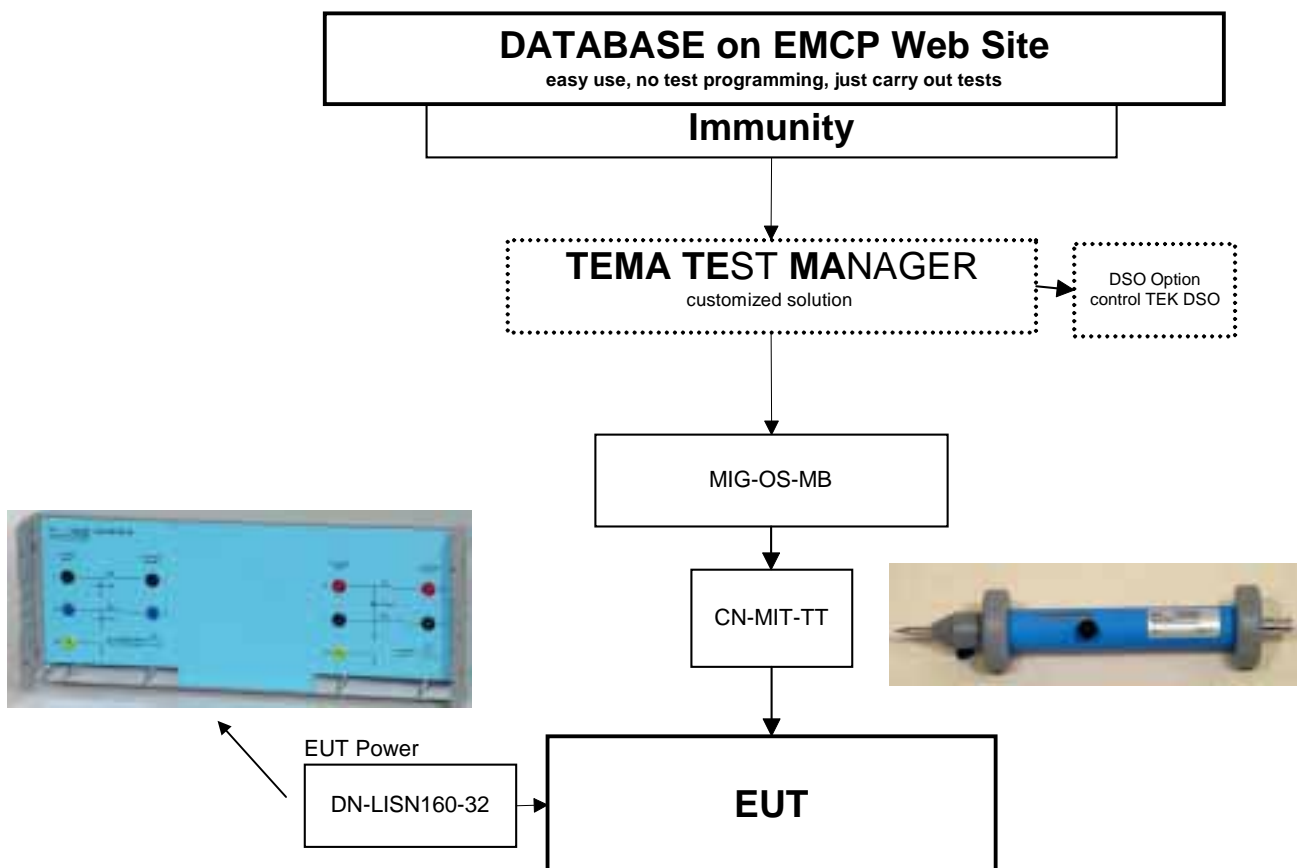 DATABASE on EMCP Web Site
easy use, no test programming, just carry out tests
Immunity
TEMA TEST MANAGER
customized solution
DSO Option
control TEK DSO
MIG-OS-MB
CN-MIT-TT
EUT Power
DN-LISN160-32
EUT